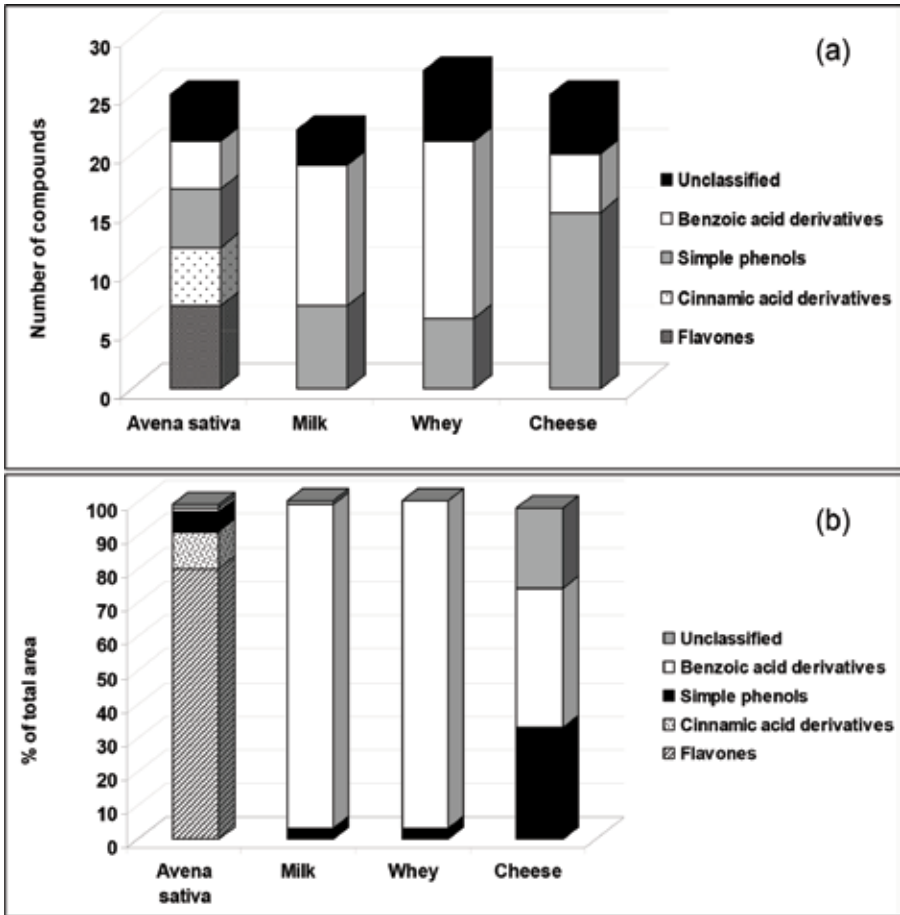 (a)
Number of compounds
30
25
20
15
10
5
0
Avena sativa
Milk
Whey
Cheese
Unclassified
Benzoic acid derivatives
Simple phenols
Cinnamic acid derivatives
Flavones
(b)
% of total area
100
90
80
70
60
50
40
30
20
10
0
Avena
sativa
Milk
Whey
Cheese
Unclassified
Benzoic acid derivatives
Simple phenols
Cinnamic acid derivatives
Flavones